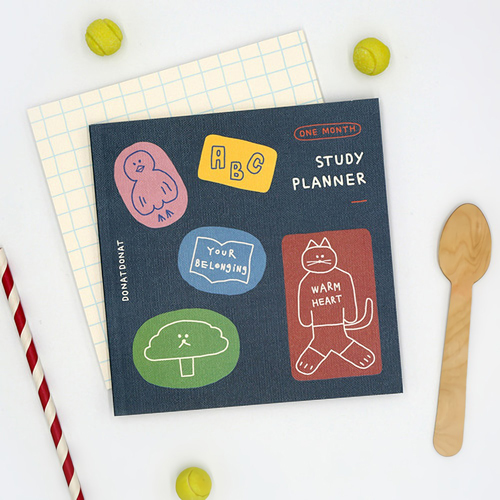 ONE MONTH
STUDY
PLANNER
ABC
YOUR
BELONGING
WARM
HEART
DONATDONAT